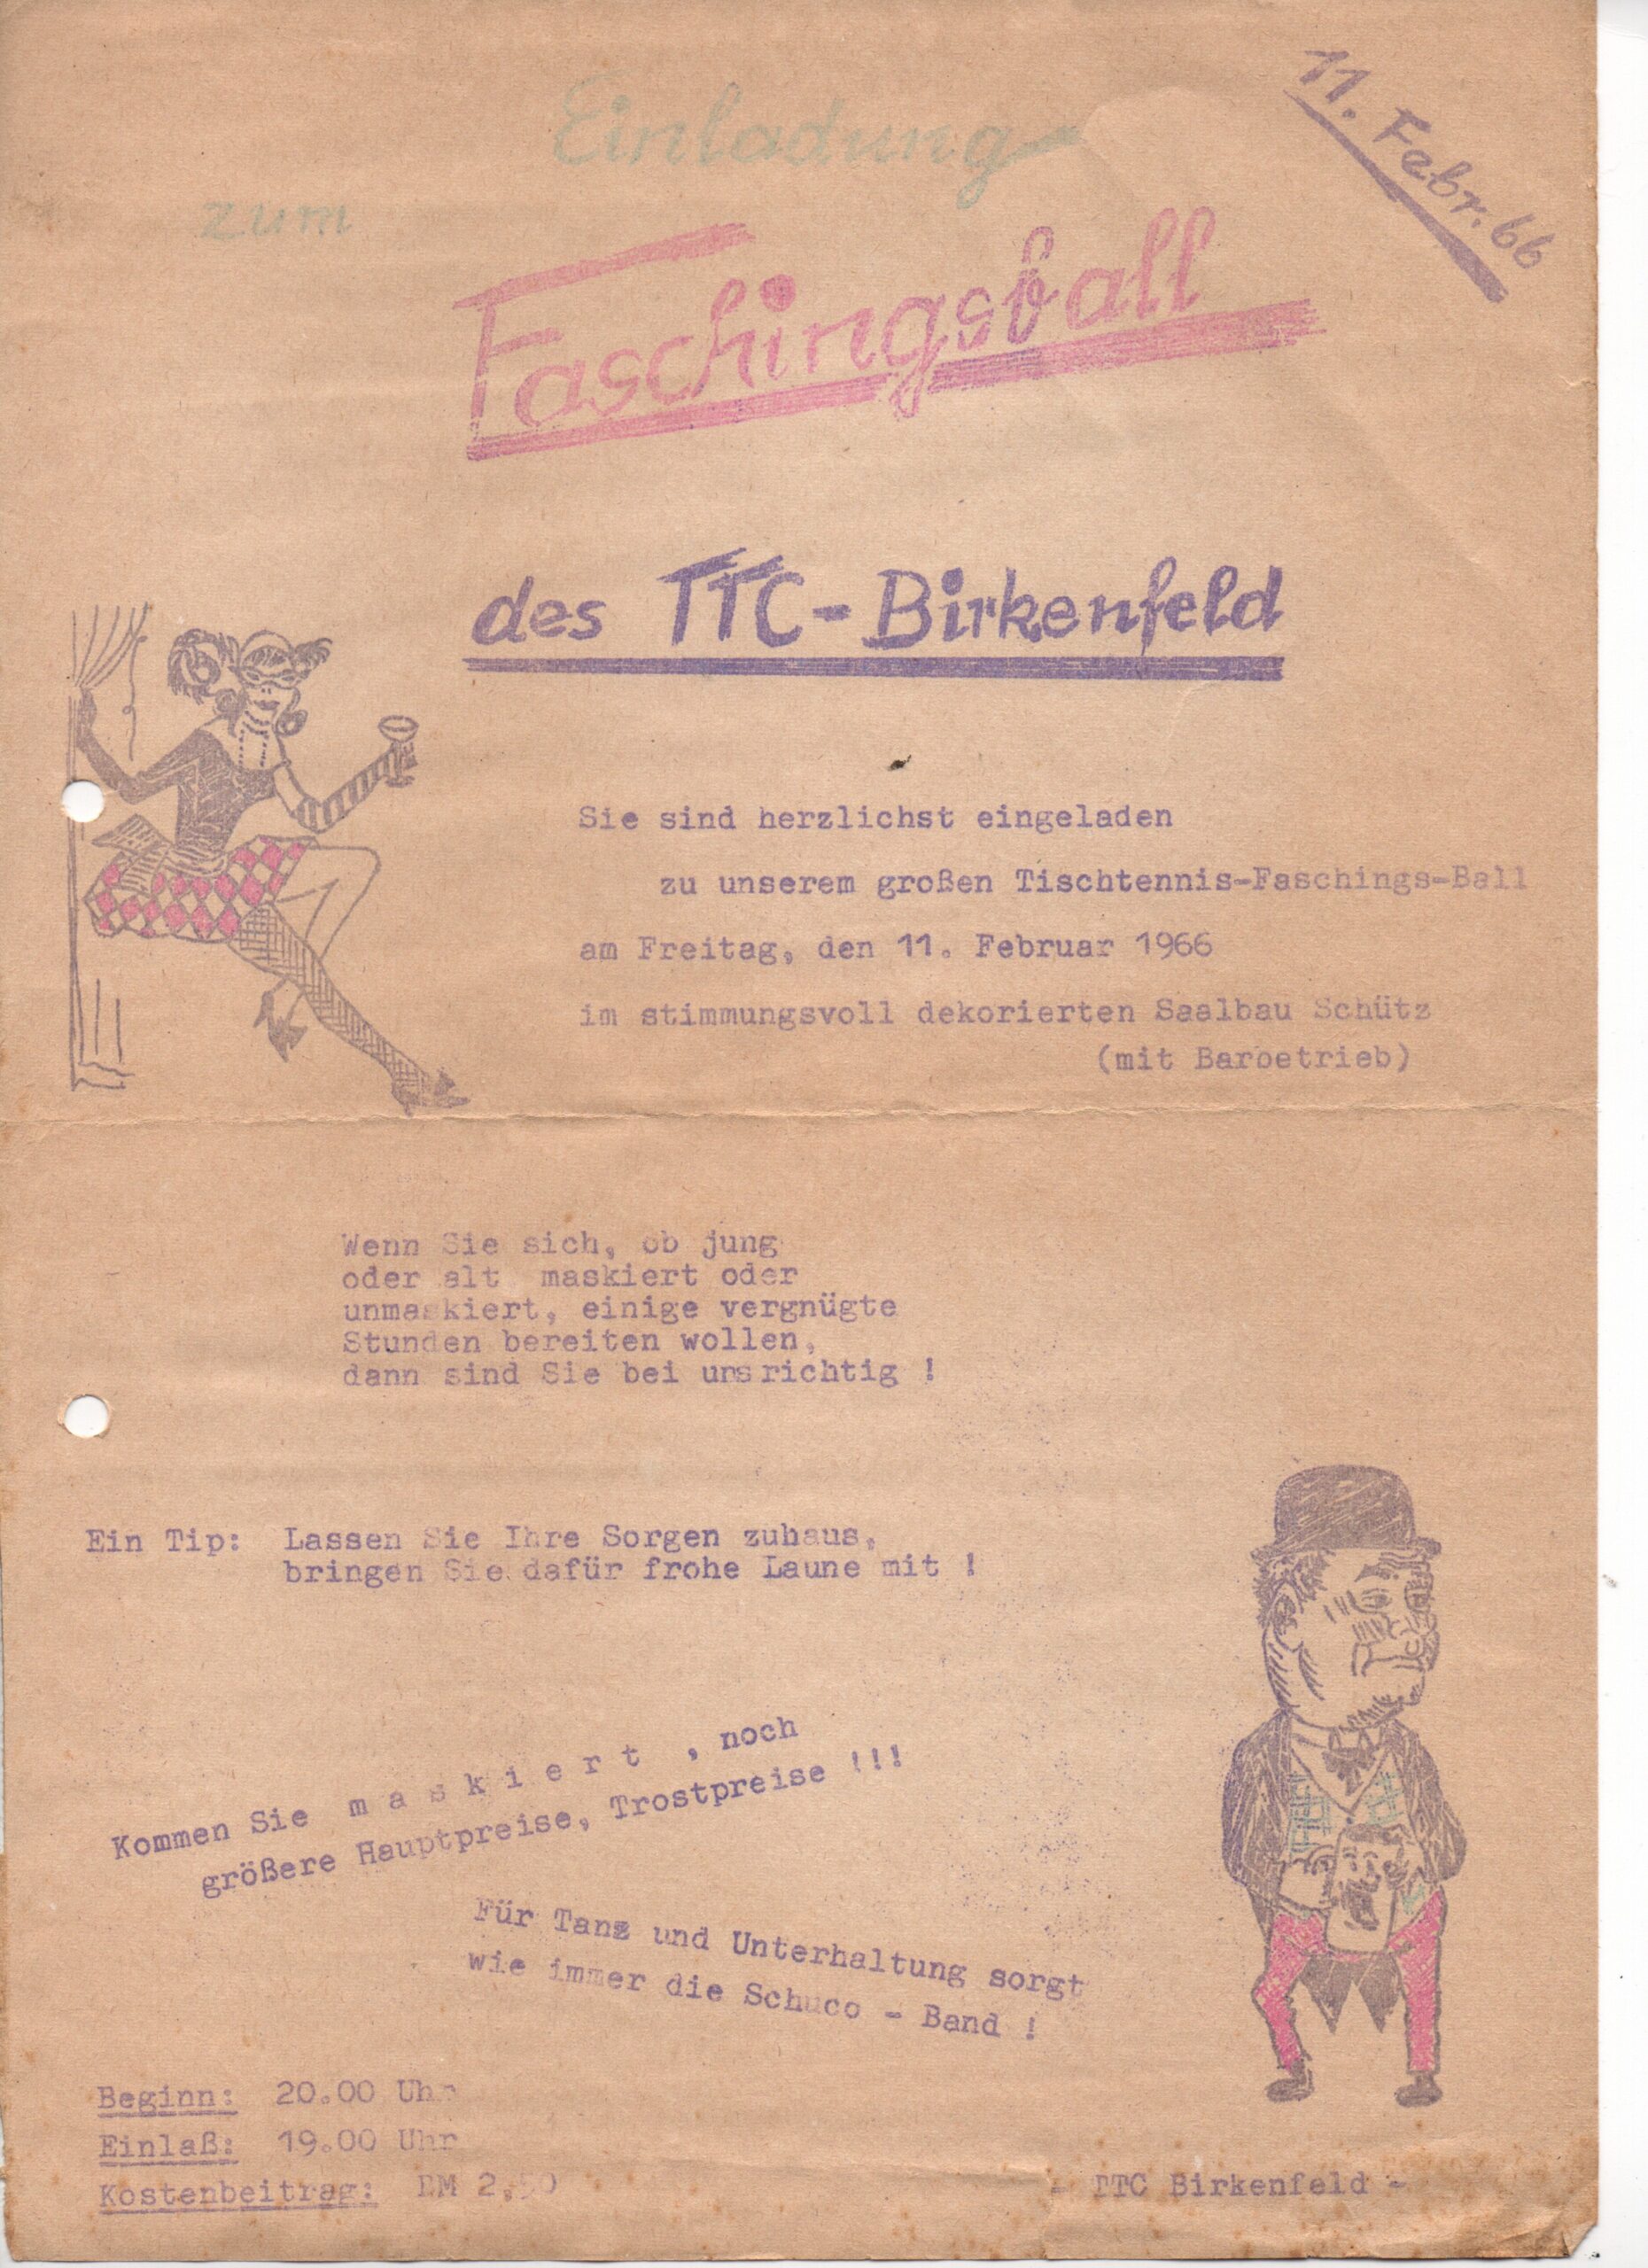 11. Febr. 66
Einladung
zum
Faschingsball
des TTC-Birkenfeld
Sie sind herzlichst eingeladen
zu unserem großen Tischtennis-Faschings-Ball
am Freitag, den 11. Februar 1966
im stimmungsvoll dekorierten Saalbau Schütz
(mit Barbetrieb)
Wenn Sie sich, ob jung
oder alt maskiert oder
unmaskiert, einige vergnügte
Stunden bereiten wollen,
dann sind Sie bei uns richtig !
Ein Tip: Lassen Sie Ihre Sorgen zuhaus,
bringen Sie dafür frohe Laune mit !
Kommen Sie m a s k i e r t , noch
größere Hauptpreise, Trostpreise !!!
Für Tanz und Unterhaltung sorgt
wie immer die Schuco - Band !
Beginn: 20.00 Uhr
Einlaß: 19.00 Uhr
Kostenbeitrag: DM 2,50
- TTC Birkenfeld -